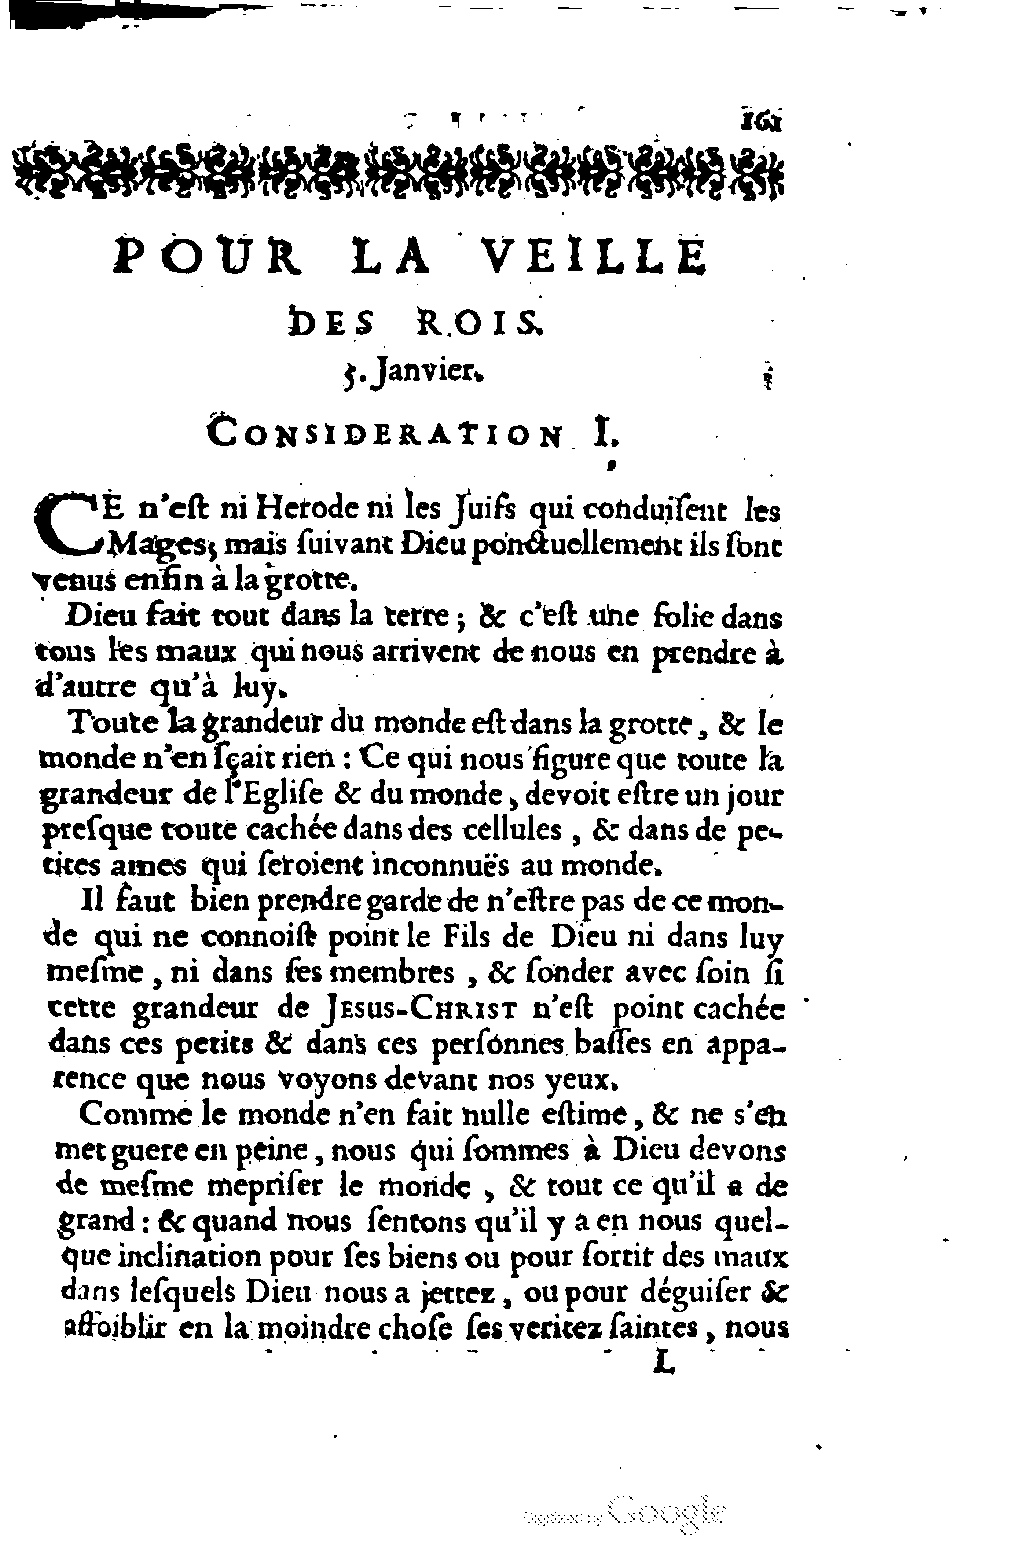 161
POUR LA VEILLE
DES ROIS.
5. Janvier.
CONSIDERATION I.
CE n'eſt ni Herode ni les Juifs qui conduiſent les
Mages; mais ſuivant Dieu ponctuellement ils ſont
venus enfin à la grotte.
Dieu fait tout dans la terre ; & c'eſt une folie dans
tous les maux qui nous arrivent de nous en prendre à
d'autre qu'à luy.
Toute la grandeur du monde eſt dans la grotte, & le
monde n'en ſçait rien : Ce qui nous figure que toute la
grandeur de l'Egliſe & du monde, devoit eſtre un jour
preſque toute cachée dans des cellules, & dans de pe-
tites ames qui ſeroient inconnuës au monde.
Il faut bien prendre garde de n'eſtre pas de ce mon-
de qui ne connoiſt point le Fils de Dieu ni dans luy
meſme, ni dans ſes membres, & ſonder avec ſoin ſi
cette grandeur de JESUS-CHRIST n'eſt point cachée
dans ces petits & dans ces perſonnes baſſes en appa-
rence que nous voyons devant nos yeux.
Comme le monde n'en fait nulle eſtime, & ne s'en
met guere en peine, nous qui ſommes à Dieu devons
de meſme mepriſer le monde, & tout ce qu'il a de
grand : & quand nous ſentons qu'il y a en nous quel-
que inclination pour ſes biens ou pour ſortir des maux
dans leſquels Dieu nous a jettez, ou pour déguiſer &
affoiblir en la moindre choſe ſes veritez ſaintes, nous
L
Digitized by Google